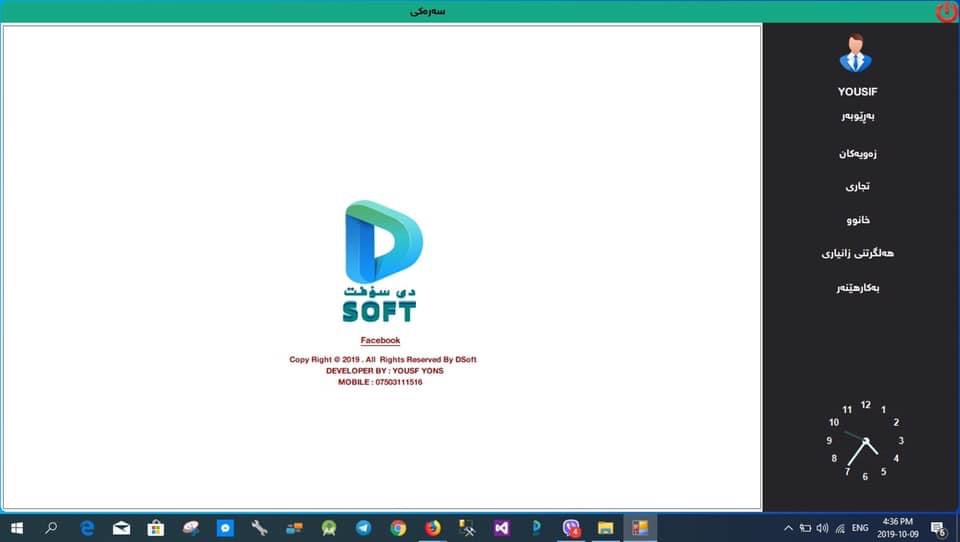 سەرەکی
YOUSIF
بەڕێوبەر
زەویەکان
تجاری
خانوو
هەلگرتنی زانیاری
بەکارهێنەر
دی سۆفت
SOFT
Facebook
Copy Right @ 2019 . All Rights Reserved By DSoft
DEVELOPER BY : YOUSF YONS
MOBILE : 07503111516
12
11
1
10
2
9
3
8
4
7
5
6
ENG
4:36 PM
2019-10-09
4
6